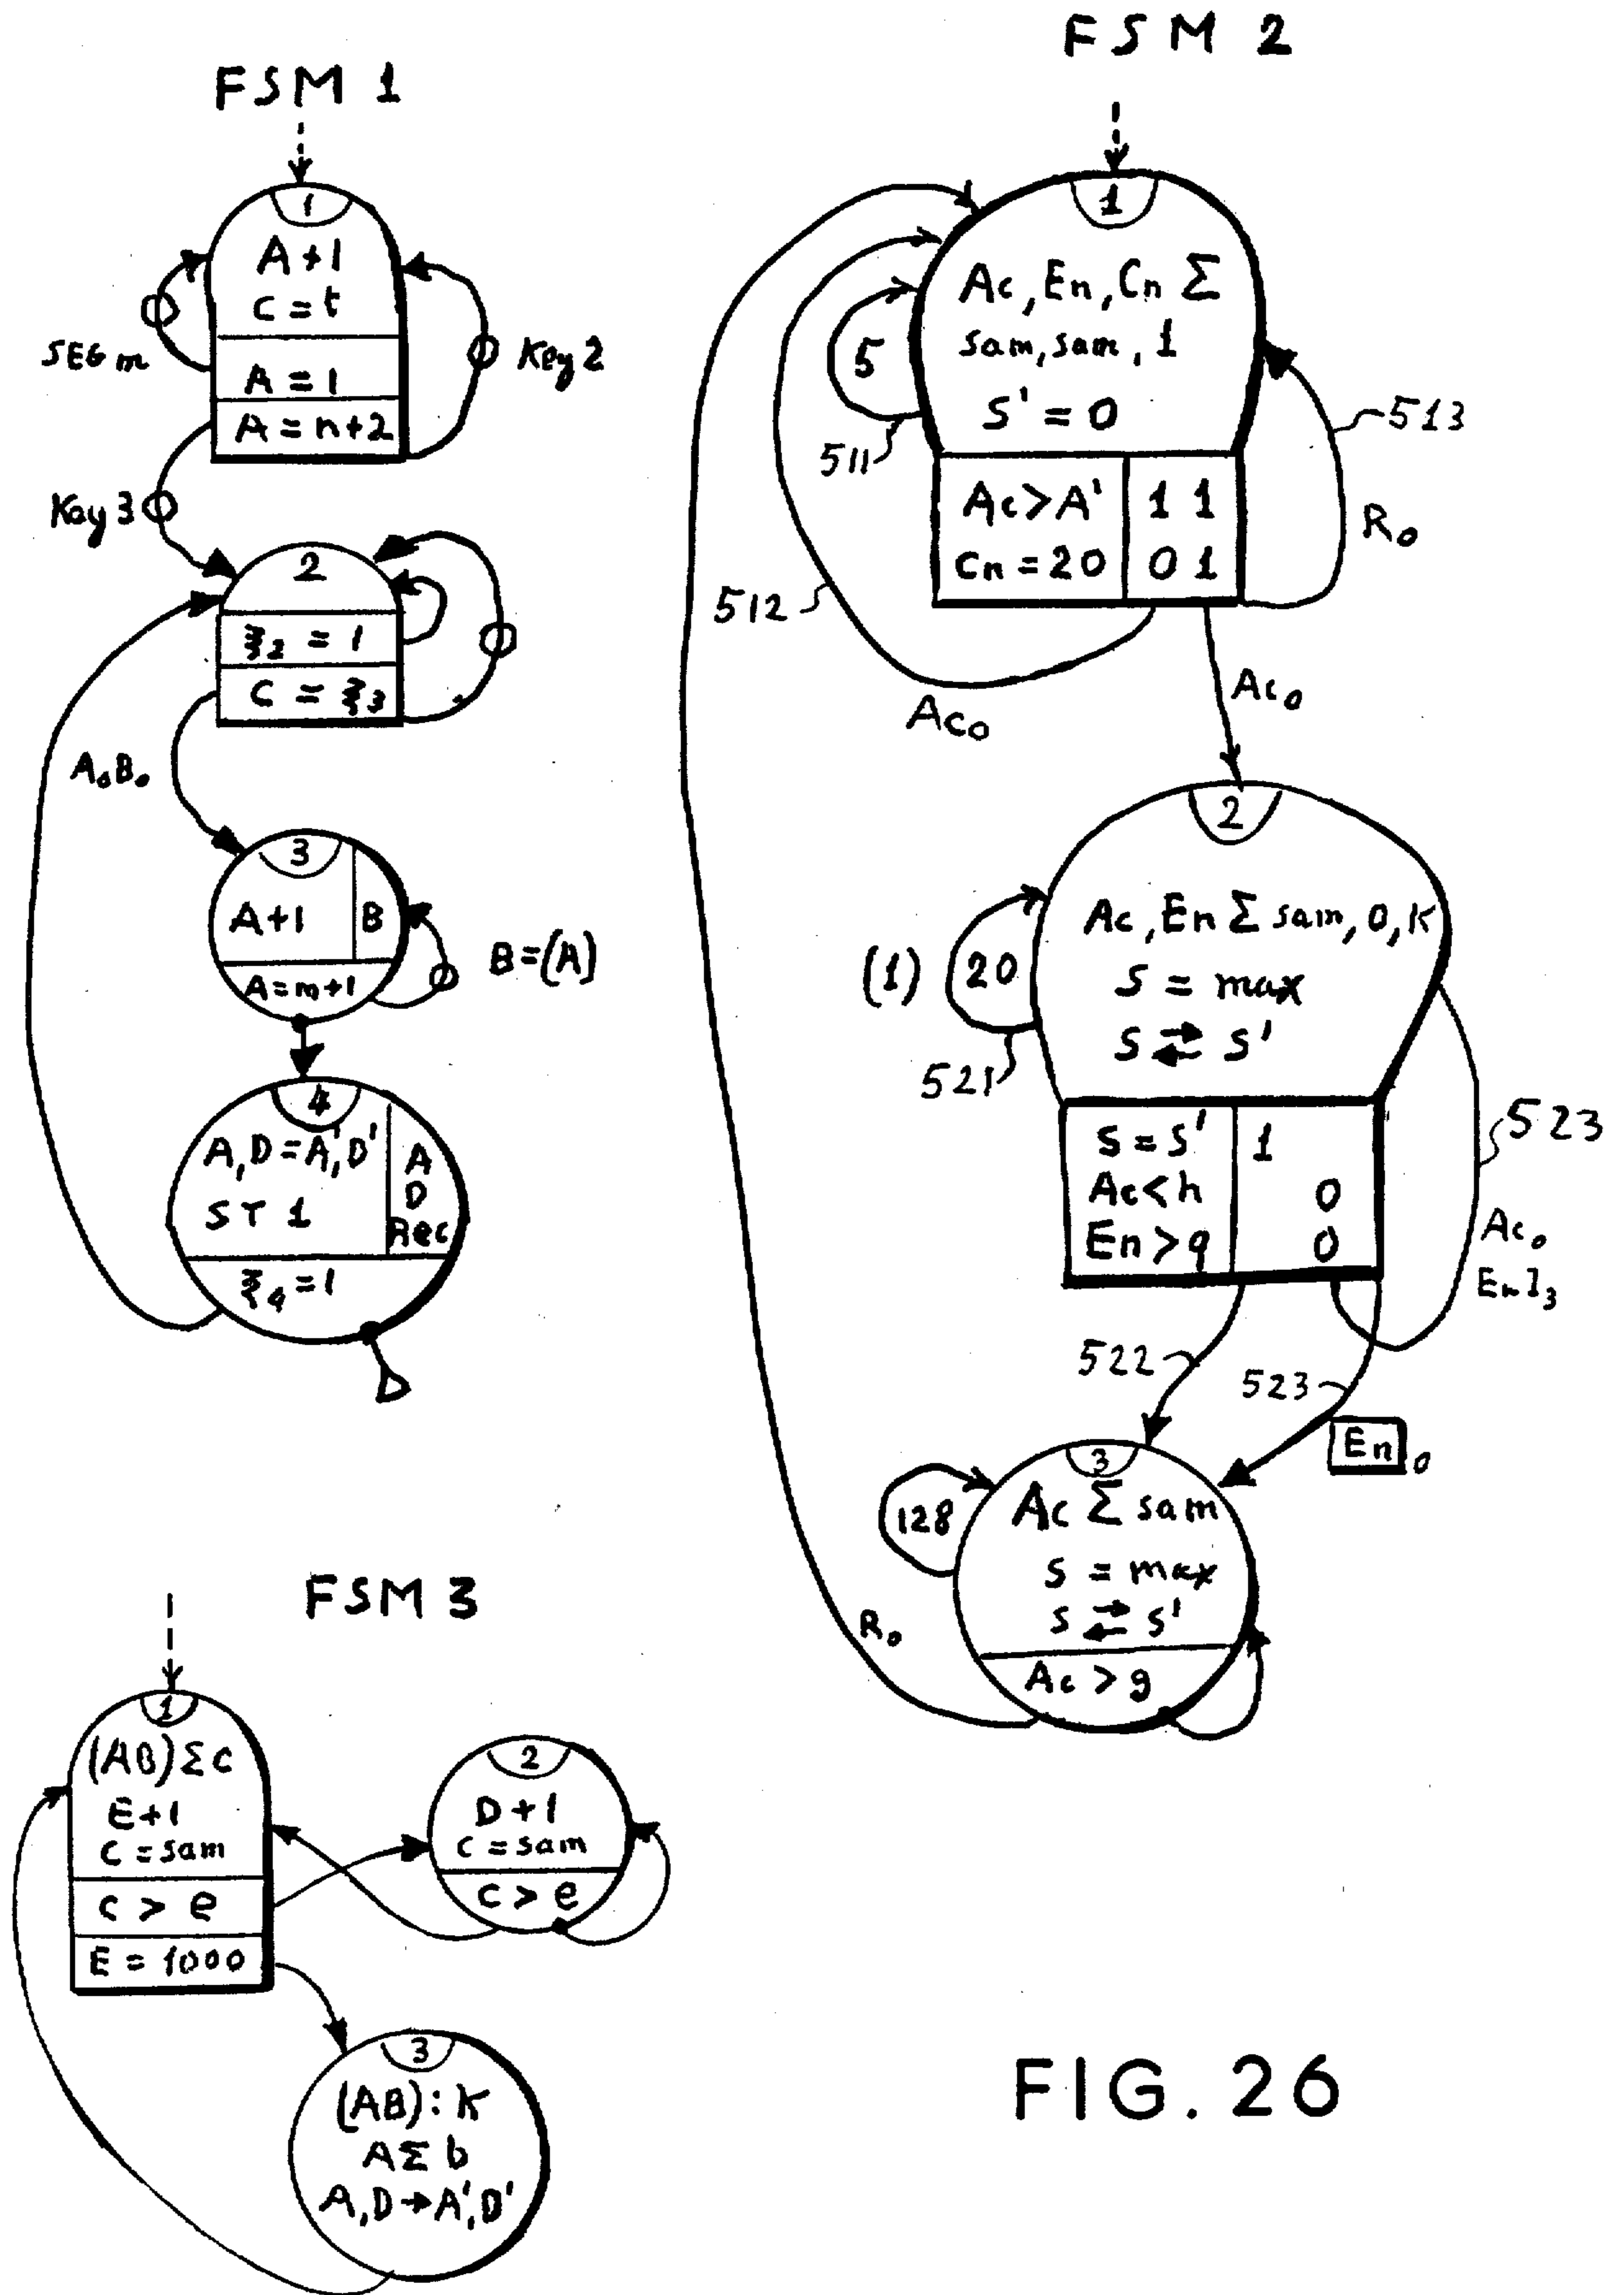 FSM 1
1
A+1
C = t
SEG m
Key 2
A = 1
A = n+2
Key 3
2
ξ2 = 1
C = ξ3
A₀B₀
3
A+1
B
B=(A)
A=m+1
4
A,D=A',D'
ST 1
A
D
Rec
ξ4=1
D
FSM 2
1
Ac, En, Cn Σ
sam, sam, 1
S' = 0
5
511
513
Ac>A' 1 1
Cn=20 0 1
R₀
512
Ac₀
Ac₀
2
Ac, En Σ sam, 0, K
S = max
S ⇄ S'
(1)
20
521
523
S = S' 1
Ac<h 0
En>q 0
Ac₀
En I₃
522
523
En ₀
3
128
Ac Σ sam
S = max
S ⇄ S'
R₀
Ac > g
FSM 3
1
(AB) Σ c
E+1
C = sam
C > e
E = 1000
2
D+1
C = sam
C > e
3
(AB): K
A Σ b
A,D→A',D'
FIG. 26